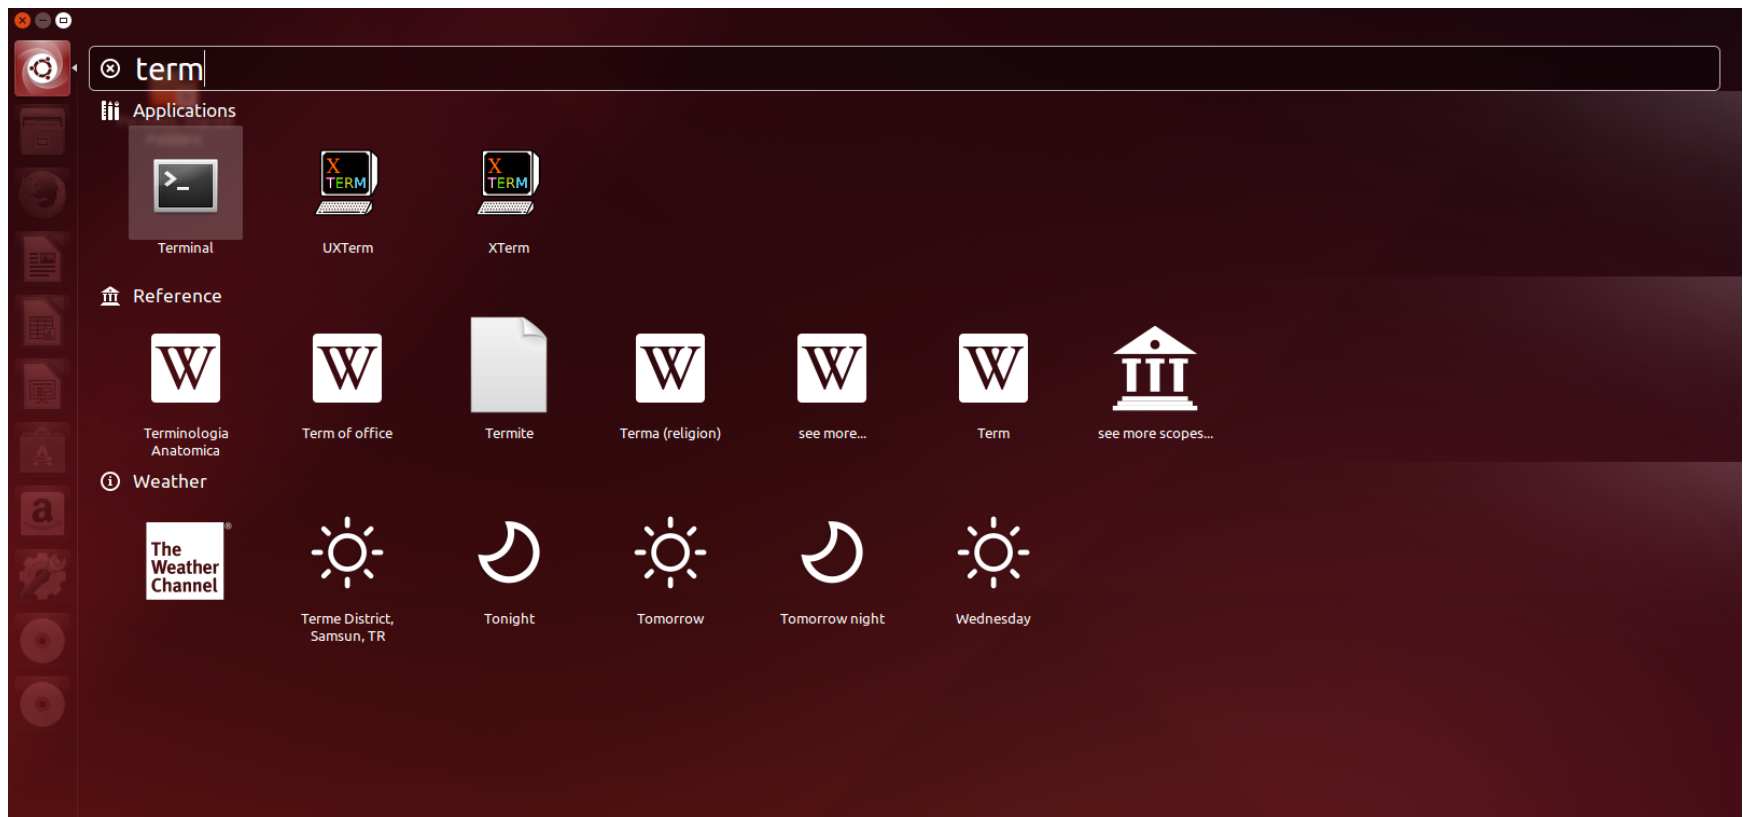 term
Applications
X
TERM
X
TERM
Terminal
UXTerm
XTerm
Reference
W
W
W
W
W
Terminologia
Anatomica
Term of office
Termite
Terma (religion)
see more...
Term
see more scopes...
Weather
The
Weather
Channel
®
Terme District,
Samsun, TR
Tonight
Tomorrow
Tomorrow night
Wednesday
a